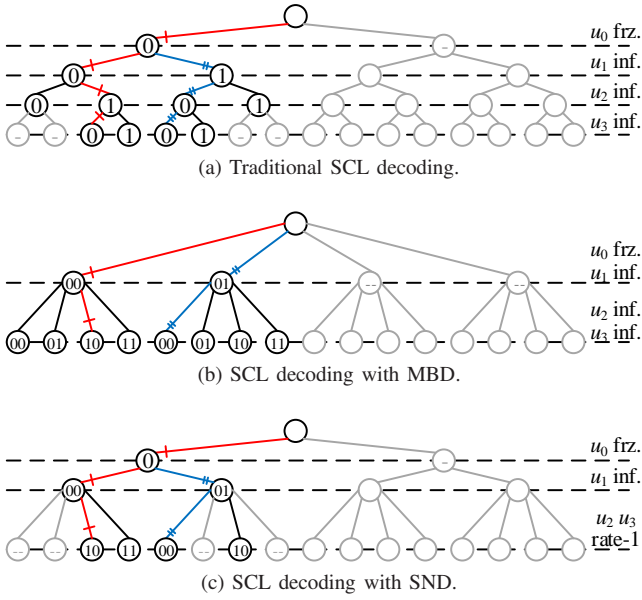 u0 frz.
0 -
u1 inf.
0 1
u2 inf.
0 1 0 1
u3 inf.
- - 0 1 0 1 - -
(a) Traditional SCL decoding.
u0 frz.
u1 inf.
00 01 -- --
u2 inf.
u3 inf.
00 01 10 11 00 01 10 11
(b) SCL decoding with MBD.
u0 frz.
0 -
u1 inf.
00 01
u2 u3
rate-1
-- -- 10 11 00 -- 10 --
(c) SCL decoding with SND.